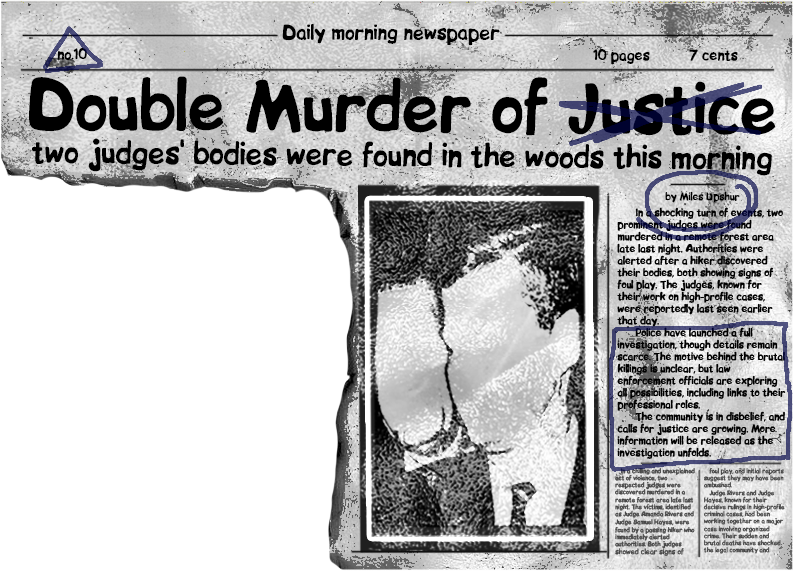 Daily morning newspaper
no.10
10 pages 7 cents
Double Murder of Justice
two judges' bodies were found in the woods this morning
by Miles Upshur
In a shocking turn of events, two
prominent judges were found
murdered in a remote forest area
late last night. Authorities were
alerted after a hiker discovered
their bodies, both showing signs of
foul play. The judges, known for
their work on high-profile cases,
were reportedly last seen earlier
that day.
Police have launched a full
investigation, though details remain
scarce. The motive behind the brutal
killings is unclear, but law
enforcement officials are exploring
all possibilities, including links to their
professional roles.
The community is in disbelief, and
calls for justice are growing. More
information will be released as the
investigation unfolds.
In a chilling and unexplained
act of violence, two
respected judges were
discovered murdered in a
remote forest area late last
night. The victims, identified
as Judge Amanda Rivers and
Judge Samuel Hayes, were
found by a passing hiker who
immediately alerted
authorities. Both judges
showed clear signs of
foul play, and initial reports
suggest they may have been
ambushed.
Judge Rivers and Judge
Hayes, known for their
decisive rulings in high-profile
criminal cases, had been
working together on a major
case involving organized
crime. Their sudden and
brutal deaths have shocked
the legal community and